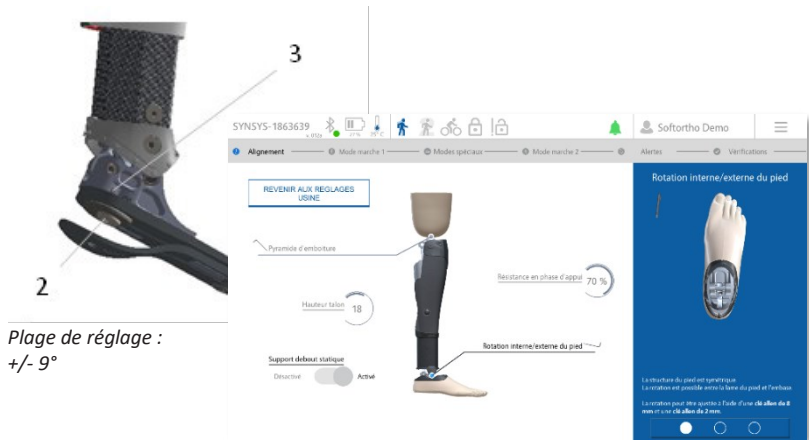 3
2
Plage de réglage :
+/- 9°
SYNSYS-1863639
25° C
Softortho Demo
Alignement
Mode marche 1
Modes spéciaux
Mode marche 2
Alertes
Vérifications
REVENIR AUX REGLAGES
USINE
Pyramide d'emboiture
Hauteur talon
18
Résistance en phase d'appui
70 %
Support debout statique
Désactivé
Activé
Rotation interne/externe du pied
Rotation interne/externe du pied
La structure du pied est symétrique.
La rotation est possible entre la lame du pied et l'embase.
La rotation peut être ajustée à l'aide d'une clé allen de 8
mm et une clé allen de 2 mm.